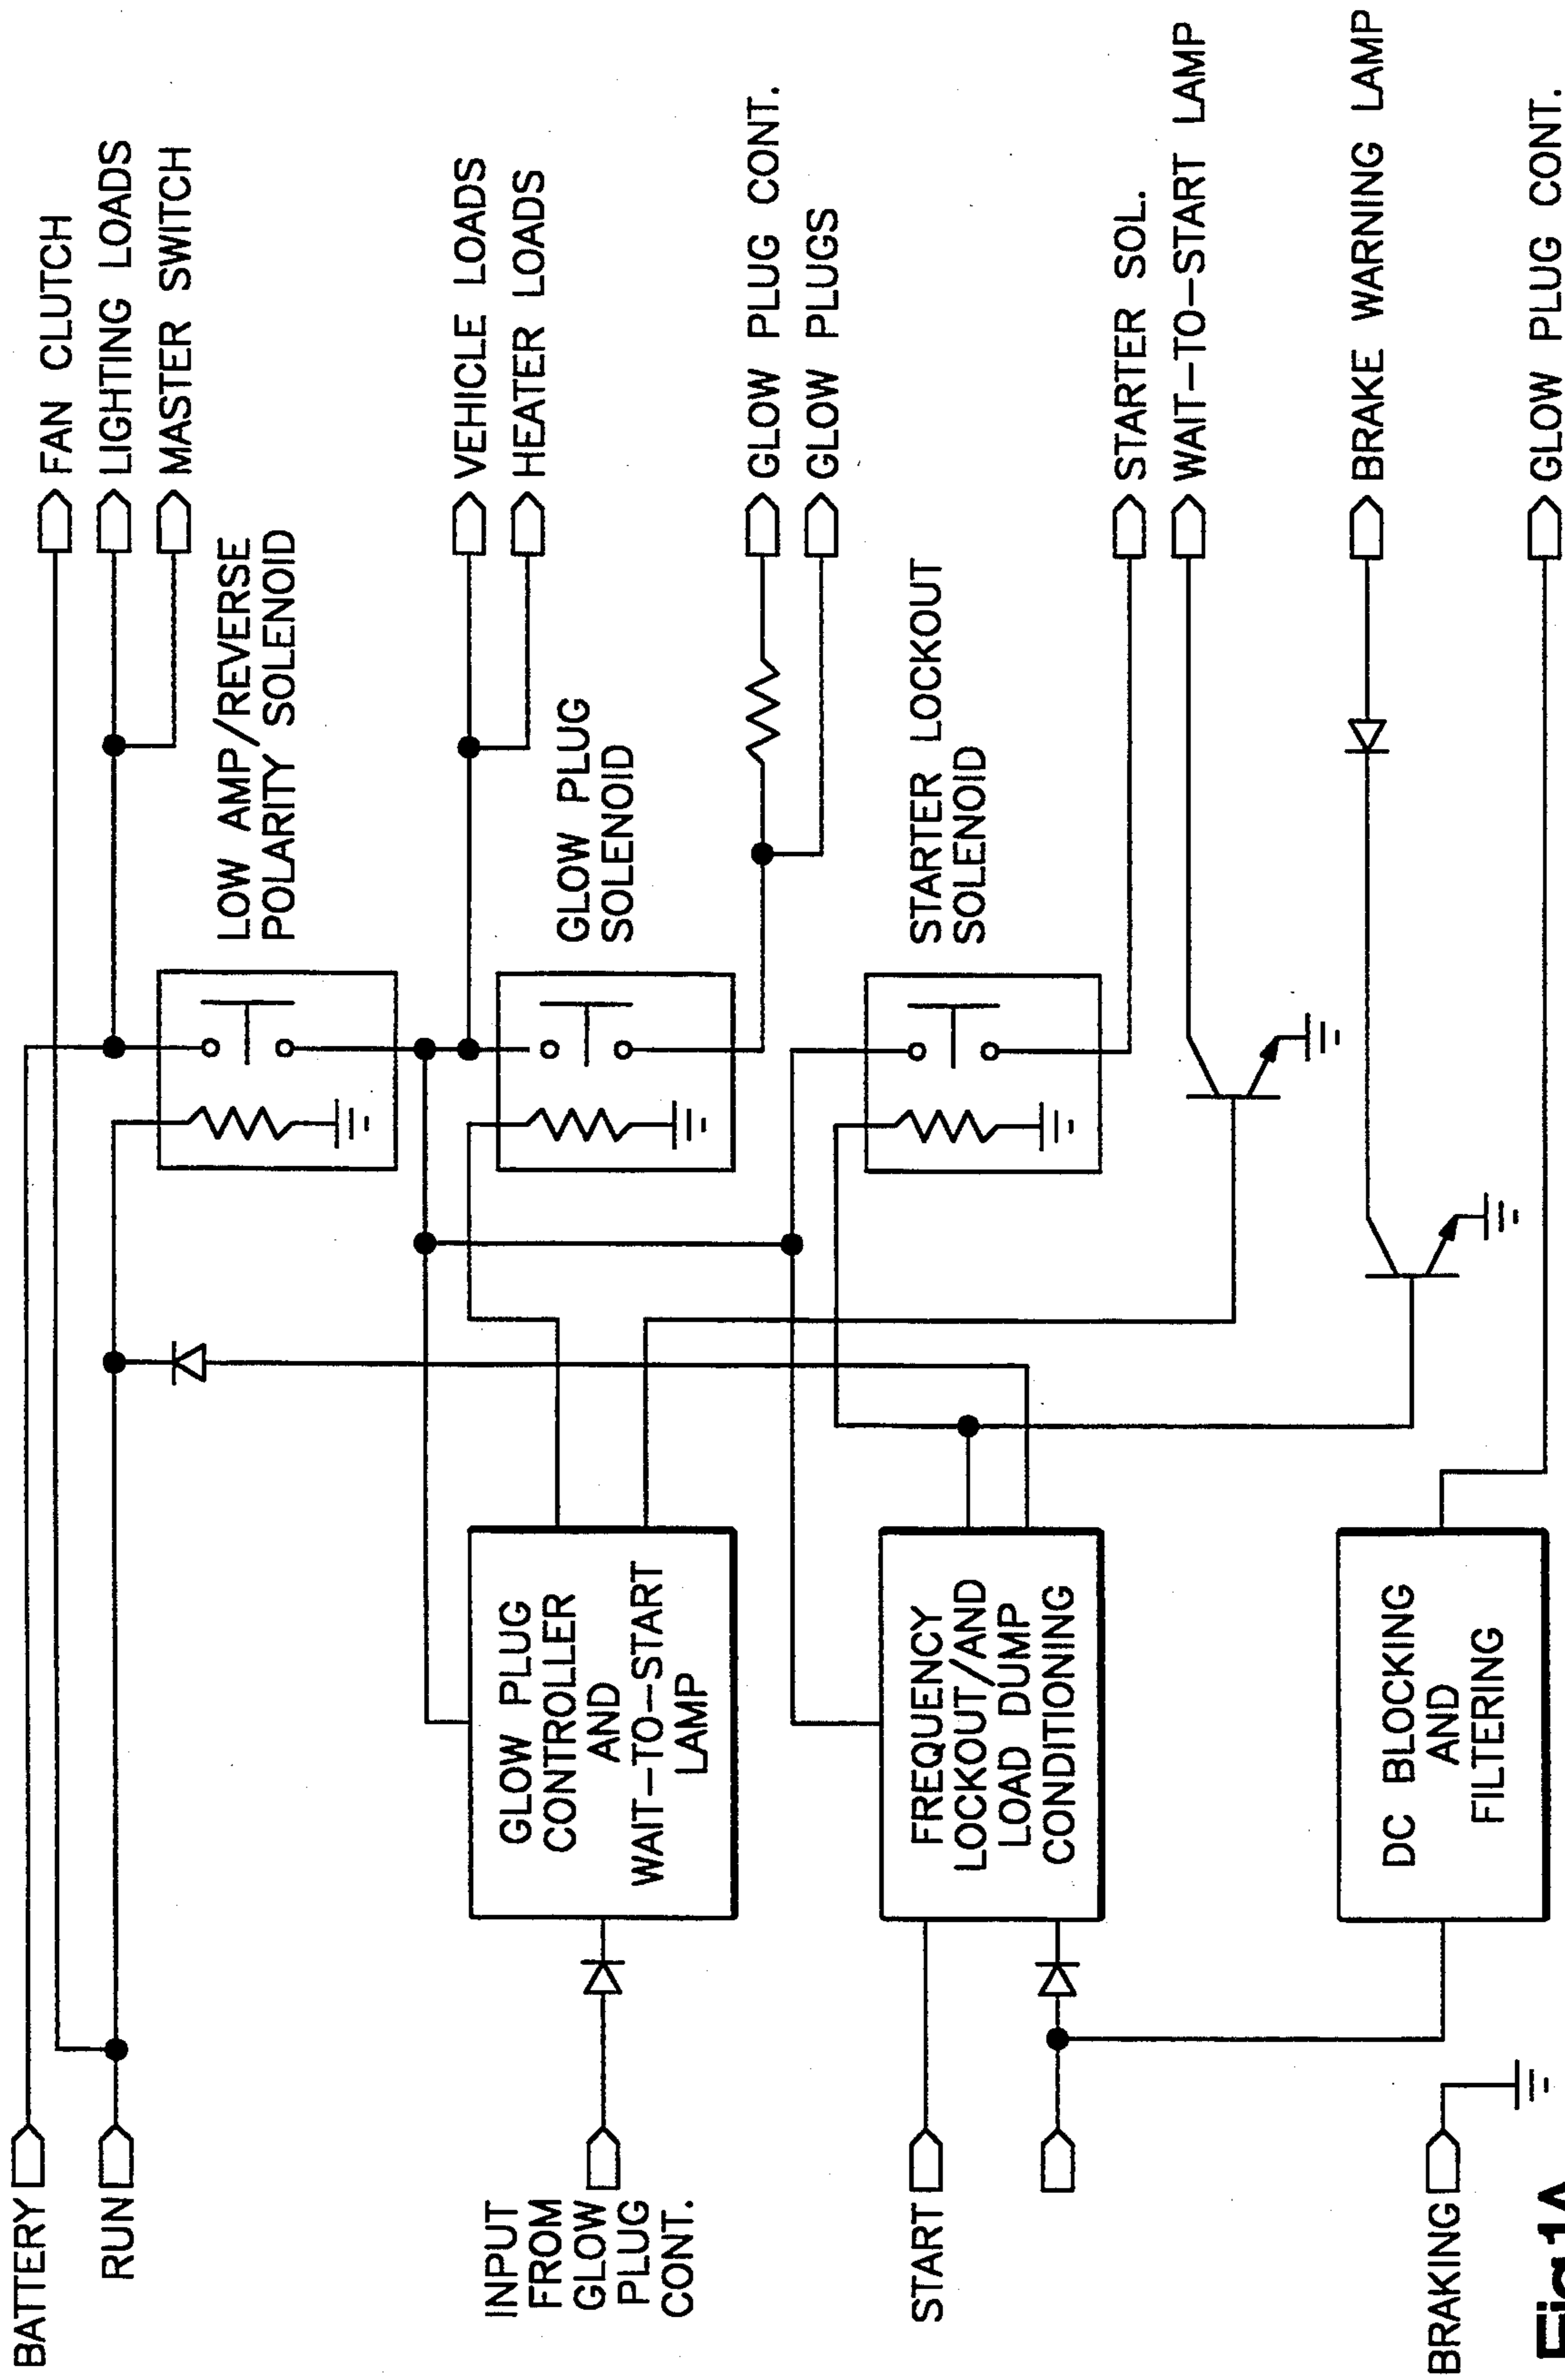 BATTERY
RUN
INPUT
FROM
GLOW
PLUG
CONT.
START
BRAKING
GLOW PLUG
CONTROLLER
AND
WAIT-TO-START
LAMP
FREQUENCY
LOCKOUT/AND
LOAD DUMP
CONDITIONING
DC BLOCKING
AND
FILTERING
LOW AMP/REVERSE
POLARITY SOLENOID
GLOW PLUG
SOLENOID
STARTER LOCKOUT
SOLENOID
FAN CLUTCH
LIGHTING LOADS
MASTER SWITCH
VEHICLE LOADS
HEATER LOADS
GLOW PLUG CONT.
GLOW PLUGS
STARTER SOL.
WAIT-TO-START LAMP
BRAKE WARNING LAMP
GLOW PLUG CONT.
Fig 1A